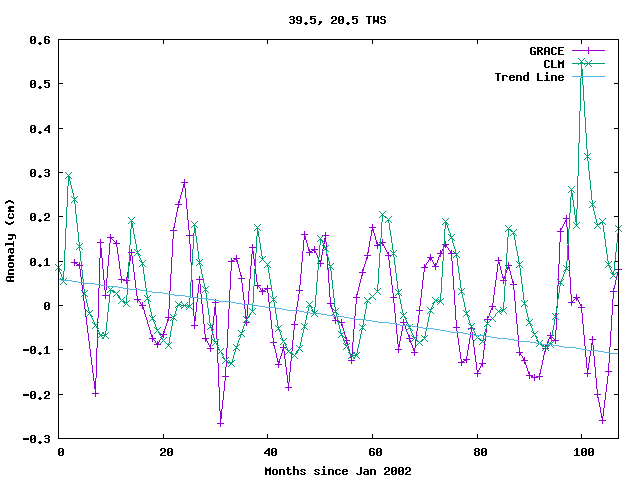 39.5, 20.5 TWS
0.6
0.5
0.4
0.3
0.2
0.1
0
-0.1
-0.2
-0.3
Anomaly (cm)
GRACE
CLM
Trend Line
0 20 40 60 80 100
Months since Jan 2002